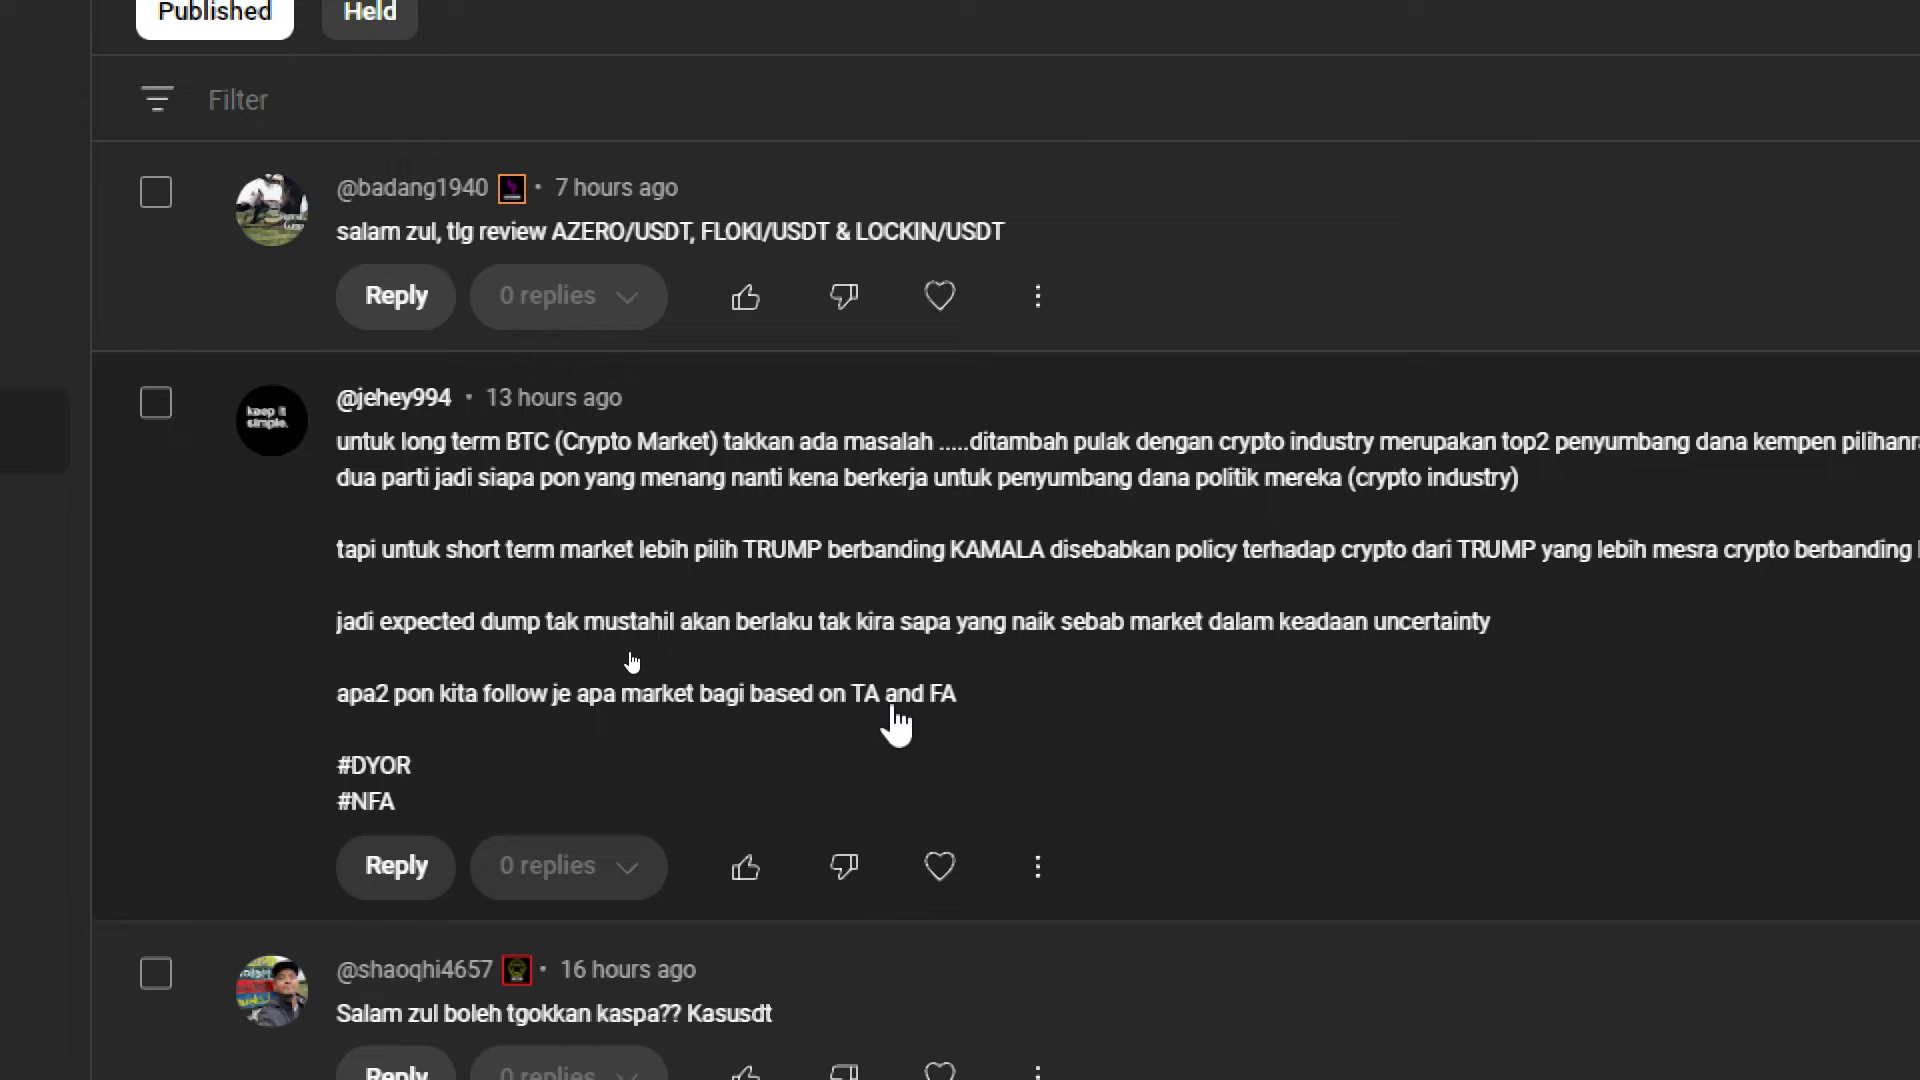 Published
Held
Filter
@badang1940 • 7 hours ago
salam zul, tlg review AZERO/USDT, FLOKI/USDT & LOCKIN/USDT
Reply
0 replies
keep it
simple.
@jehey994 • 13 hours ago
untuk long term BTC (Crypto Market) takkan ada masalah .....ditambah pulak dengan crypto industry merupakan top2 penyumbang dana kempen
dua parti jadi siapa pon yang menang nanti kena berkerja untuk penyumbang dana politik mereka (crypto industry)
tapi untuk short term market lebih pilih TRUMP berbanding KAMALA disebabkan policy terhadap crypto dari TRUMP yang lebih mesra crypto berbanding
jadi expected dump tak mustahil akan berlaku tak kira sapa yang naik sebab market dalam keadaan uncertainty
apa2 pon kita follow je apa market bagi based on TA and FA
#DYOR
#NFA
Reply
0 replies
@shaoqhi4657 • 16 hours ago
Salam zul boleh tgokkan kaspa?? Kasusdt
Reply
0 replies